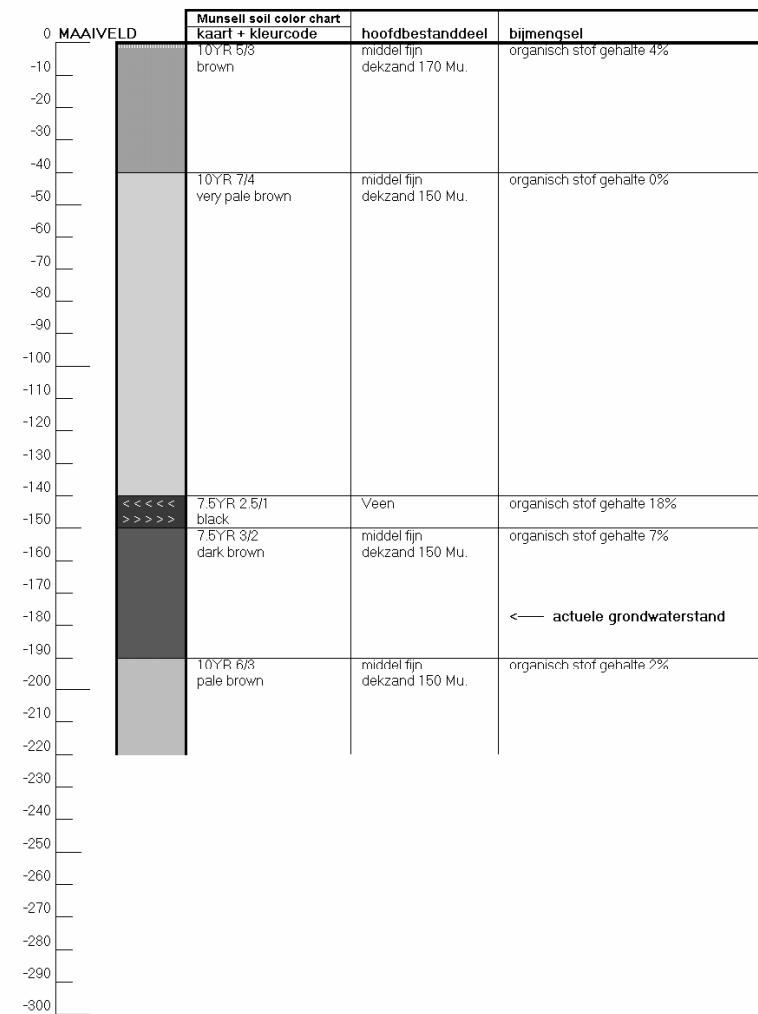 Munsell soil color chart
0 MAAIVELD kaart + kleurcode hoofdbestanddeel bijmengsel
10YR 5/3 middel fijn organisch stof gehalte 4%
-10 brown dekzand 170 Mu.
-20
-30
-40
10YR 7/4 middel fijn organisch stof gehalte 0%
-50 very pale brown dekzand 150 Mu.
-60
-70
-80
-90
-100
-110
-120
-130
-140
< < < < < 7.5YR 2.5/1 Veen organisch stof gehalte 18%
-150 > > > > > black
7.5YR 3/2 middel fijn organisch stof gehalte 7%
-160 dark brown dekzand 150 Mu.
-170
-180 <—— actuele grondwaterstand
-190
10YR 6/3 middel fijn organisch stof gehalte 2%
-200 pale brown dekzand 150 Mu.
-210
-220
-230
-240
-250
-260
-270
-280
-290
-300